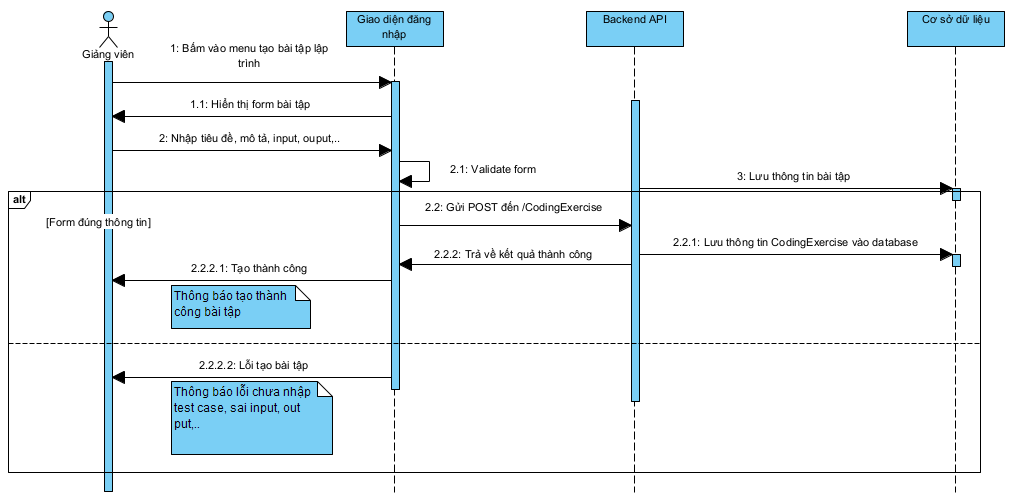 Giảng viên
Giao diện đăng
nhập
Backend API
Cơ sở dữ liệu
1: Bấm vào menu tạo bài tập lập
trình
1.1: Hiển thị form bài tập
2: Nhập tiêu đề, mô tả, input, ouput,..
2.1: Validate form
3: Lưu thông tin bài tập
alt
[Form đúng thông tin]
2.2: Gửi POST đến /CodingExercise
2.2.1: Lưu thông tin CodingExercise vào database
2.2.2: Trả về kết quả thành công
2.2.2.1: Tạo thành công
Thông báo tạo thành
công bài tập
2.2.2.2: Lỗi tạo bài tập
Thông báo lỗi chưa nhập
test case, sai input, out
put,..